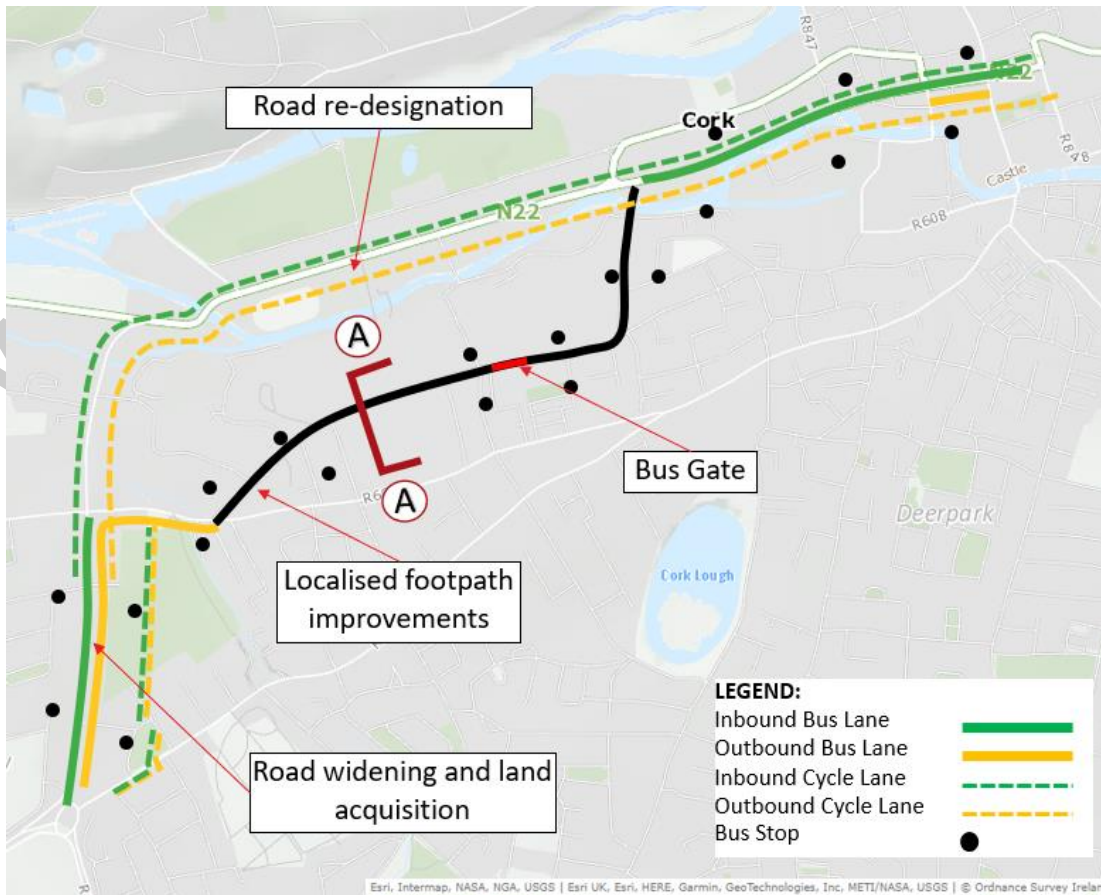 R847
N22
Road re-designation
Cork
R848
Castle
N22
R608
A
Bus Gate
A
Deerpark
Localised footpath
improvements
Cork Lough
LEGEND:
Inbound Bus Lane
Outbound Bus Lane
Inbound Cycle Lane
Outbound Cycle Lane
Bus Stop
Road widening and land
acquisition
Esri, Intermap, NASA, NGA, USGS | Esri UK, Esri, HERE, Garmin, GeoTechnologies, Inc, METI/NASA, USGS | © Ordnance Survey Irelan